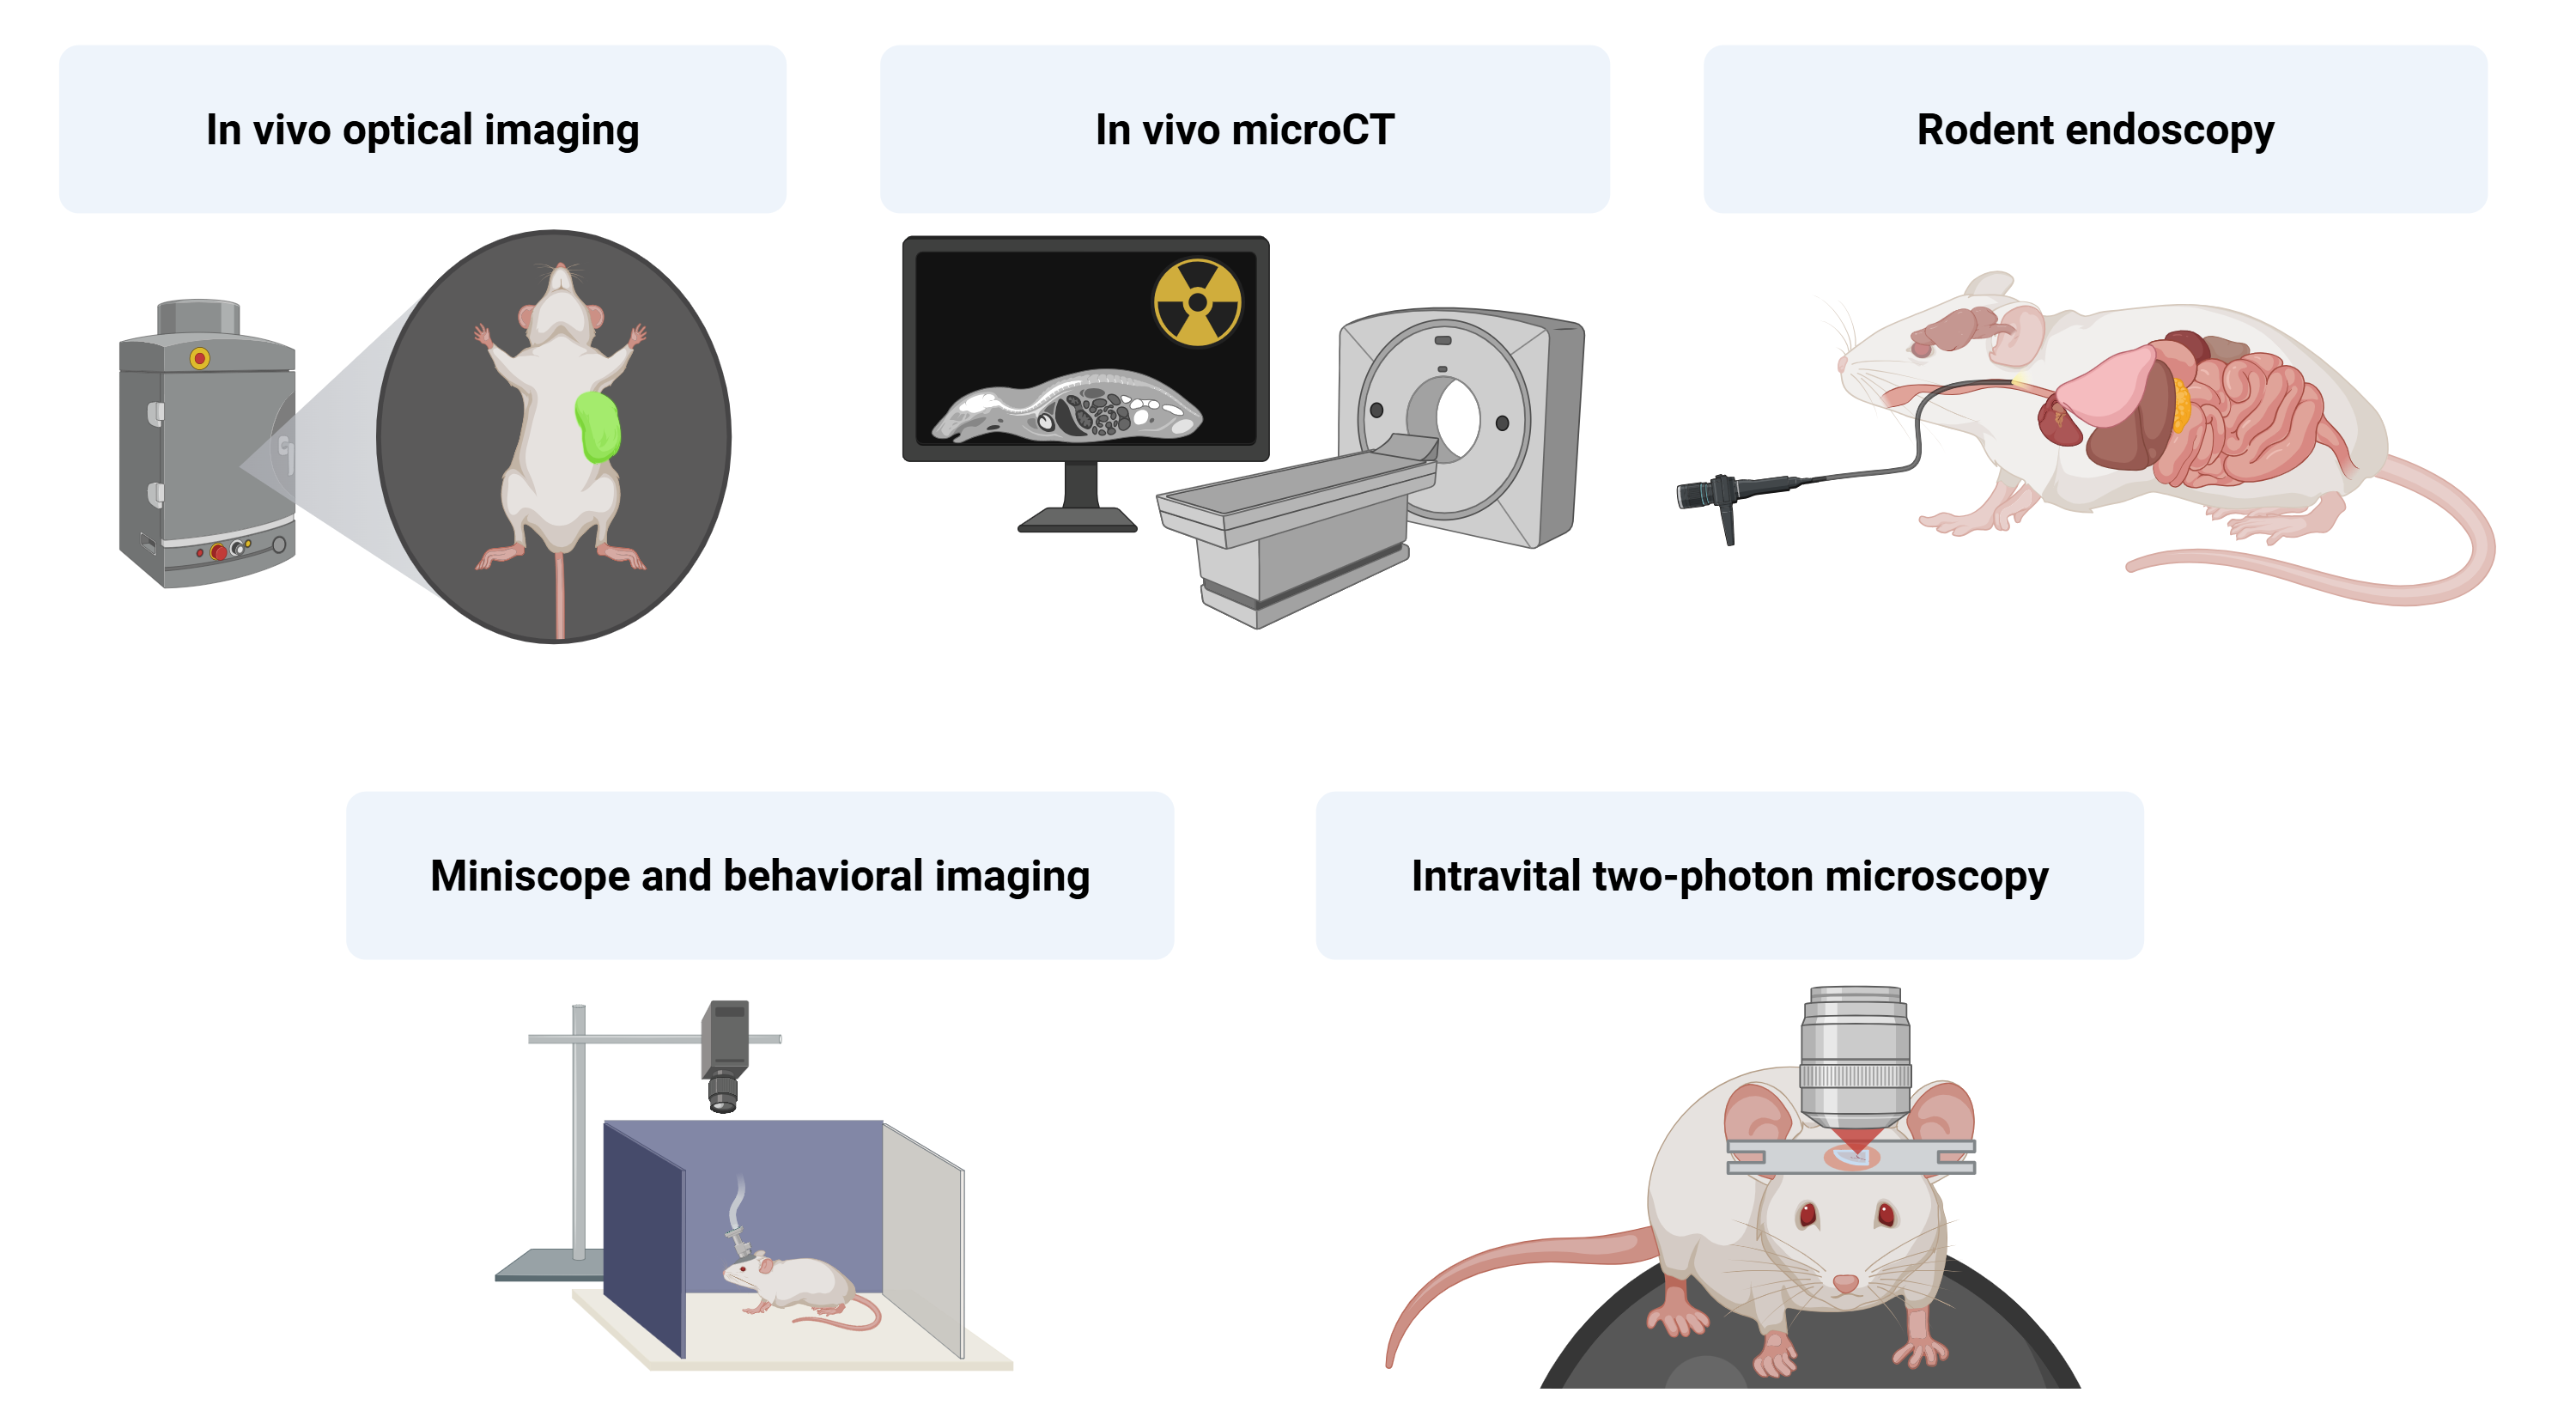 In vivo optical imaging
In vivo microCT
Rodent endoscopy
Miniscope and behavioral imaging
Intravital two-photon microscopy